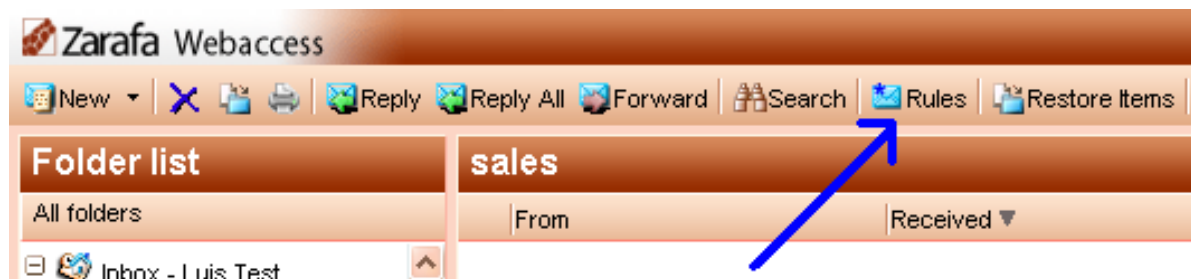 Zarafa Webaccess
New Reply Reply All Forward Search Rules Restore Items
Folder list sales
All folders From Received
Inbox - Luis Test